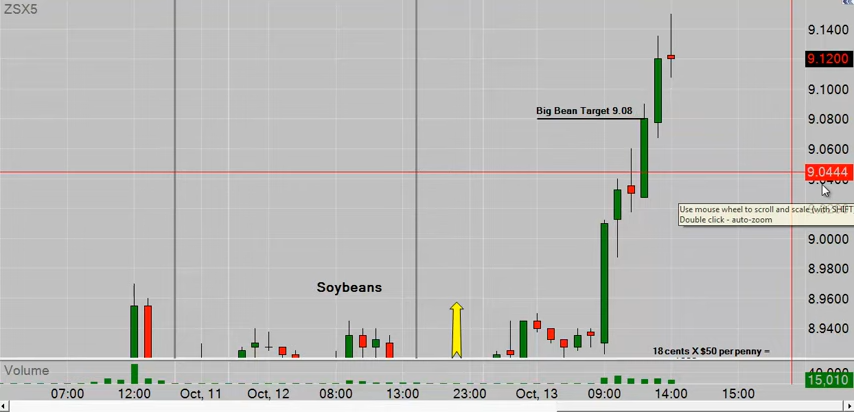 ZSX5
9.1400
9.1200
9.1000
Big Bean Target 9.08
9.0800
9.0600
9.0444
Use mouse wheel to scroll and scale (with SHIFT
Double click - auto-zoom
9.0000
8.9800
Soybeans
8.9600
8.9400
18 cents X $50 per penny =
Volume
15,010
07:00 12:00 Oct, 11 Oct, 12 08:00 13:00 23:00 Oct, 13 09:00 14:00 15:00